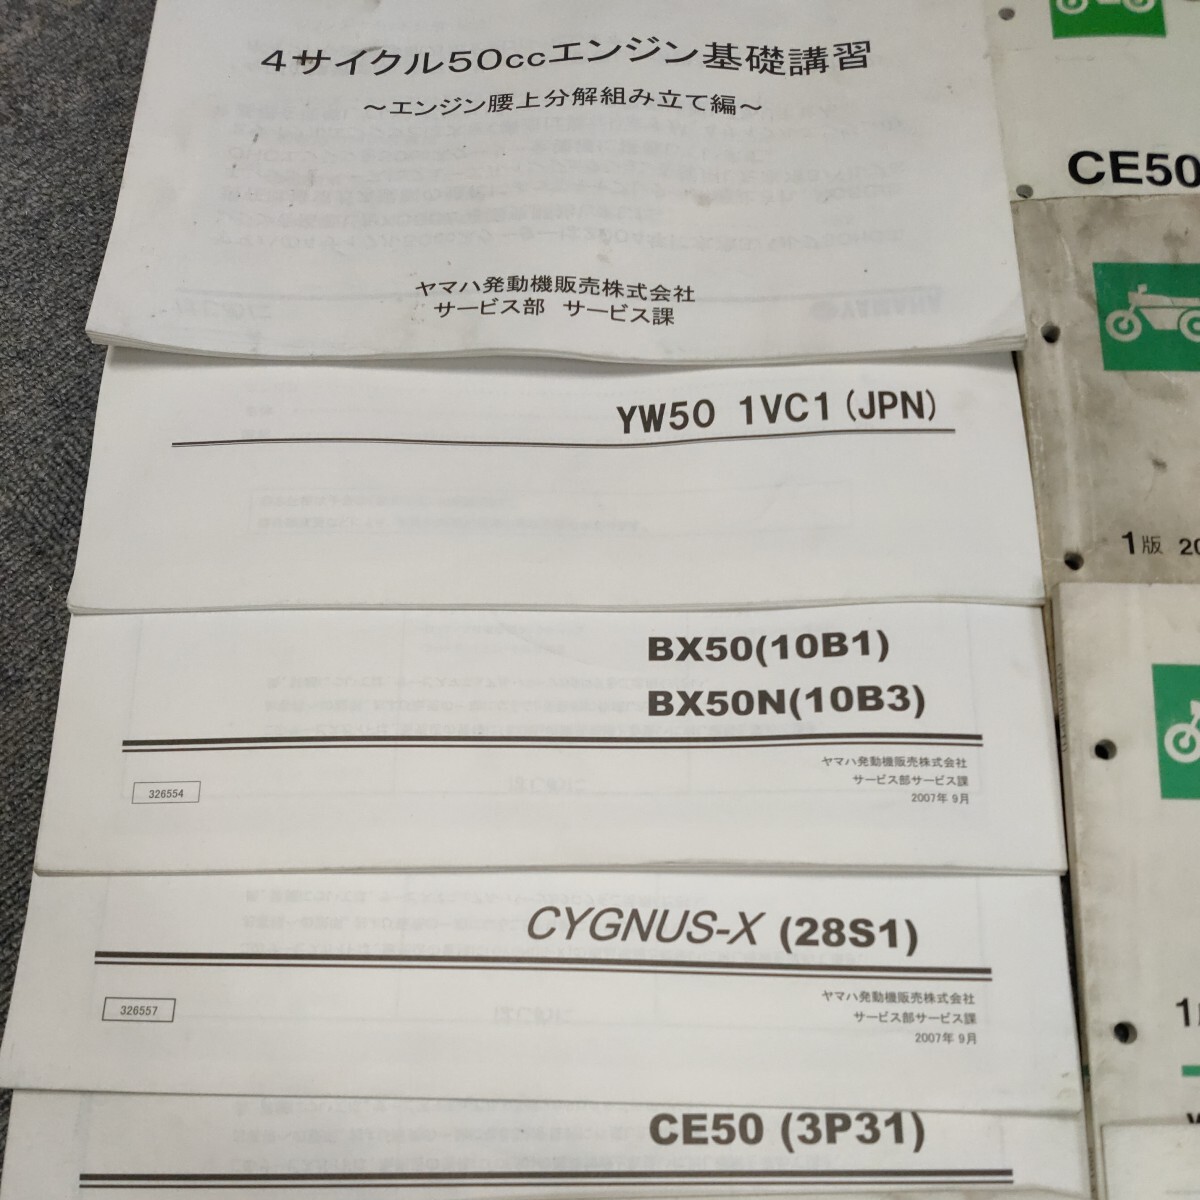 4サイクル50ccエンジン基礎講習
～エンジン腰上分解組み立て編～
ヤマハ発動機販売株式会社
サービス部　サービス課
YW50 1VC1(JPN)
BX50(10B1)
BX50N(10B3)
ヤマハ発動機販売株式会社
サービス部サービス課
2007年 9月
326554
CYGNUS-X (28S1)
ヤマハ発動機販売株式会社
サービス部サービス課
2007年 9月
326557
CE50 (3P31)
CE50
1版 20